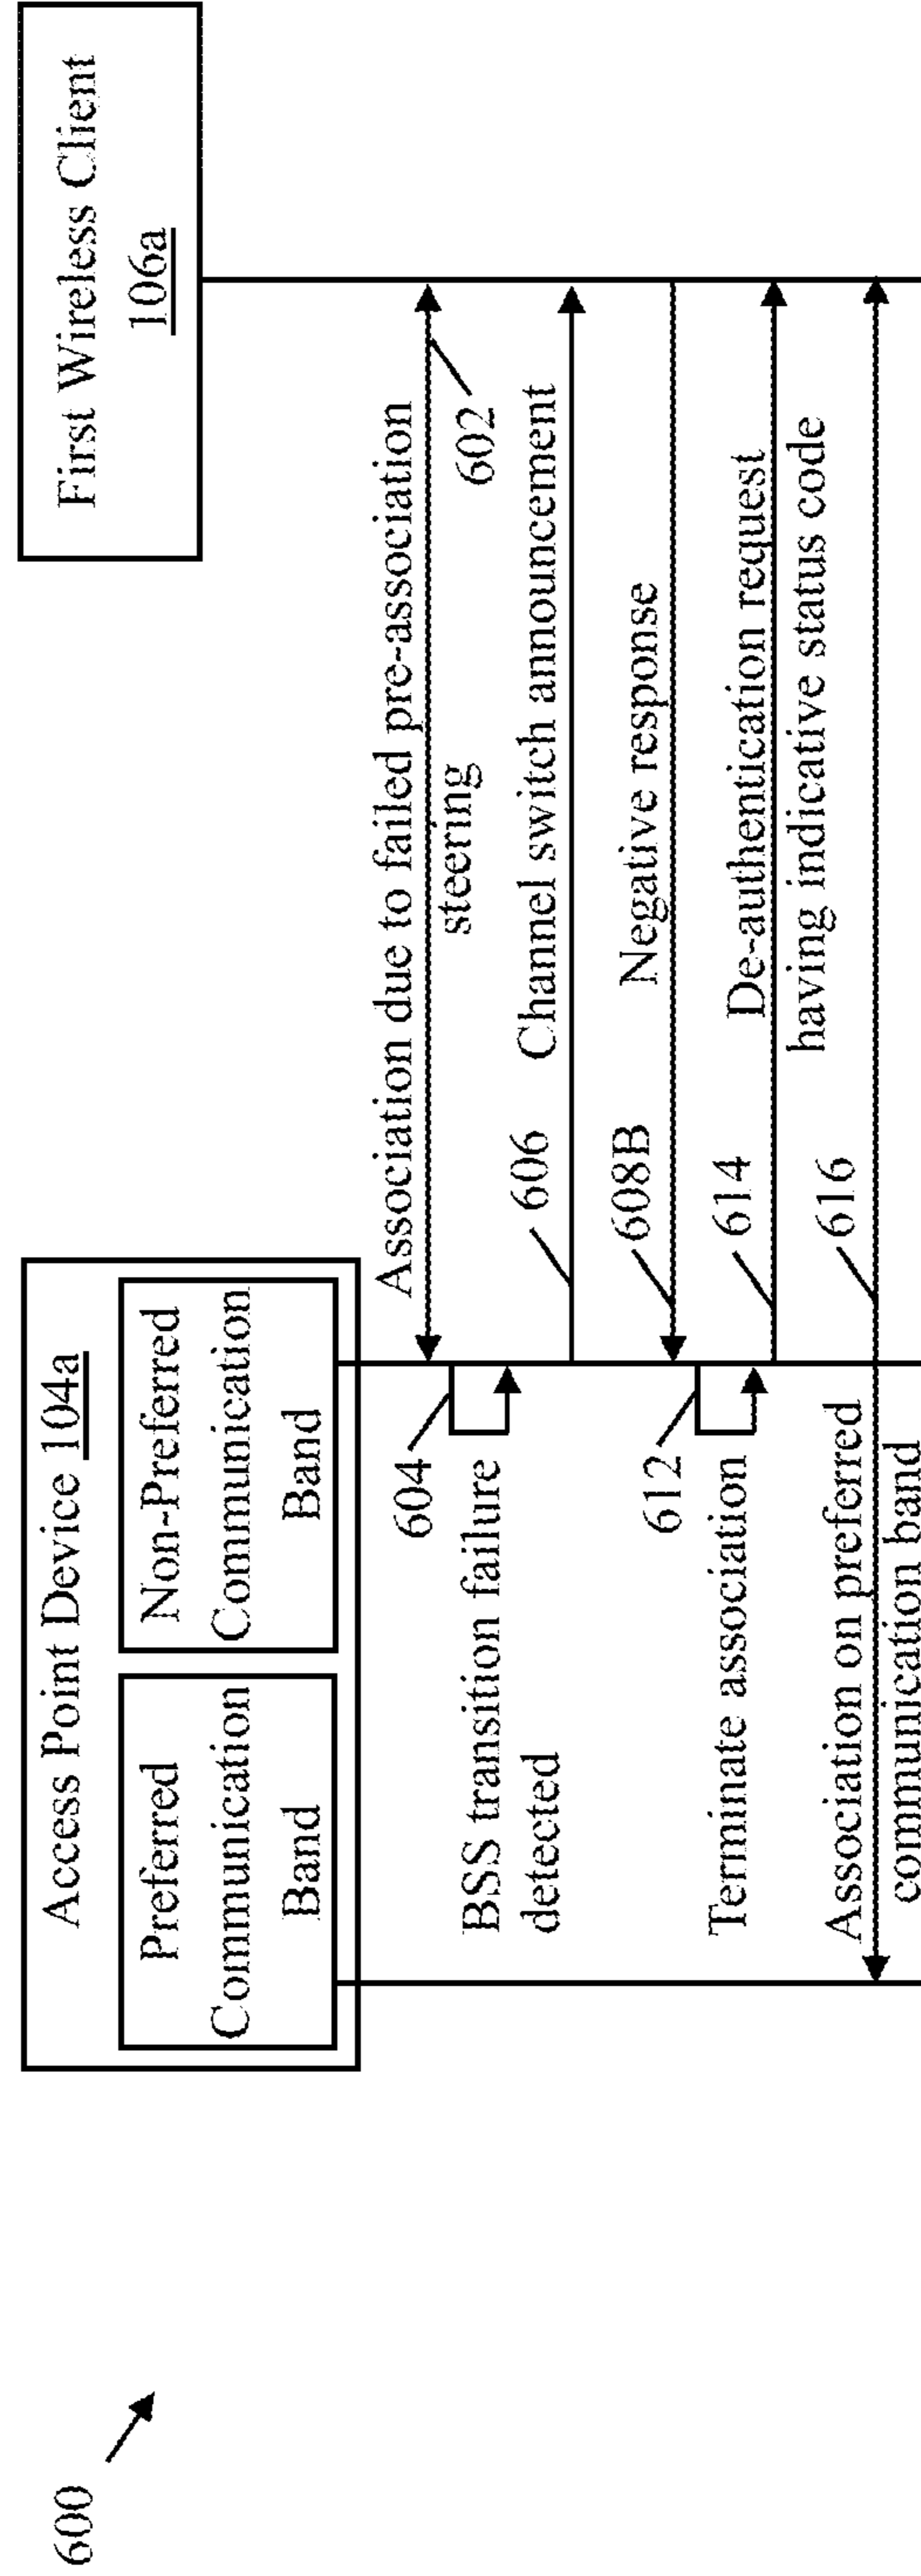 600
Access Point Device 104a
Preferred
Communication
Band
Non-Preferred
Communication
Band
First Wireless Client
106a
Association due to failed pre-association
steering
602
604
BSS transition failure
detected
606
Channel switch announcement
608B
Negative response
612
Terminate association
614
De-authentication request
having indicative status code
616
Association on preferred
communication band